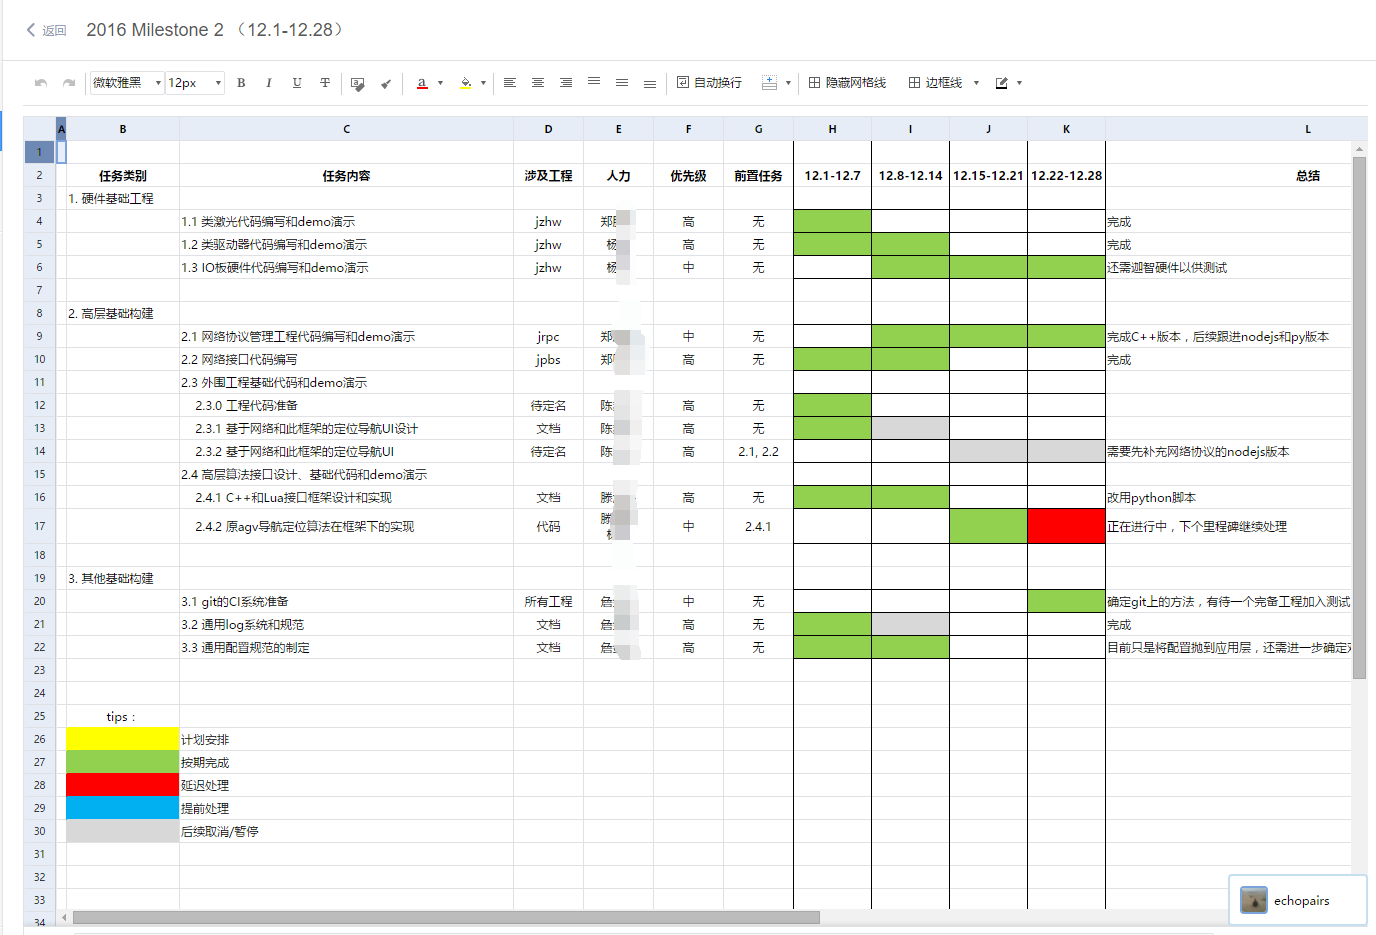 返回 2016 Milestone 2 （12.1-12.28）
微软雅黑 12px B I U T 自动换行 隐藏网格线 边框线
A B C D E F G H I J K L
1
2 任务类别 任务内容 涉及工程 人力 优先级 前置任务 12.1-12.7 12.8-12.14 12.15-12.21 12.22-12.28 总结
3 1. 硬件基础工程
4 1.1 类激光代码编写和demo演示 jzhw 郑 高 无 完成
5 1.2 类驱动器代码编写和demo演示 jzhw 杨 高 无 完成
6 1.3 IO板硬件代码编写和demo演示 jzhw 杨 中 无 还需迦智硬件以供测试
7
8 2. 高层基础构建
9 2.1 网络协议管理工程代码编写和demo演示 jrpc 郑 中 无 完成C++版本，后续跟进nodejs和py版本
10 2.2 网络接口代码编写 jpbs 郑 高 无 完成
11 2.3 外围工程基础代码和demo演示
12 2.3.0 工程代码准备 待定名 陈 高 无
13 2.3.1 基于网络和此框架的定位导航UI设计 文档 陈 高 无
14 2.3.2 基于网络和此框架的定位导航UI 待定名 陈 高 2.1, 2.2 需要先补充网络协议的nodejs版本
15 2.4 高层算法接口设计、基础代码和demo演示
16 2.4.1 C++和Lua接口框架设计和实现 文档 高 无 改用python脚本
17 2.4.2 原agv导航定位算法在框架下的实现 代码 中 2.4.1 正在进行中，下个里程碑继续处理
18
19 3. 其他基础构建
20 3.1 git的CI系统准备 所有工程 危 中 无 确定git上的方法，有待一个完备工程加入测试
21 3.2 通用log系统和规范 文档 危 高 无 完成
22 3.3 通用配置规范的制定 文档 危 高 无 目前只是将配置抛到应用层，还需进一步确定
23
24
25 tips：
26 计划安排
27 按期完成
28 延迟处理
29 提前处理
30 后续取消/暂停
31
32
33
34
echopairs